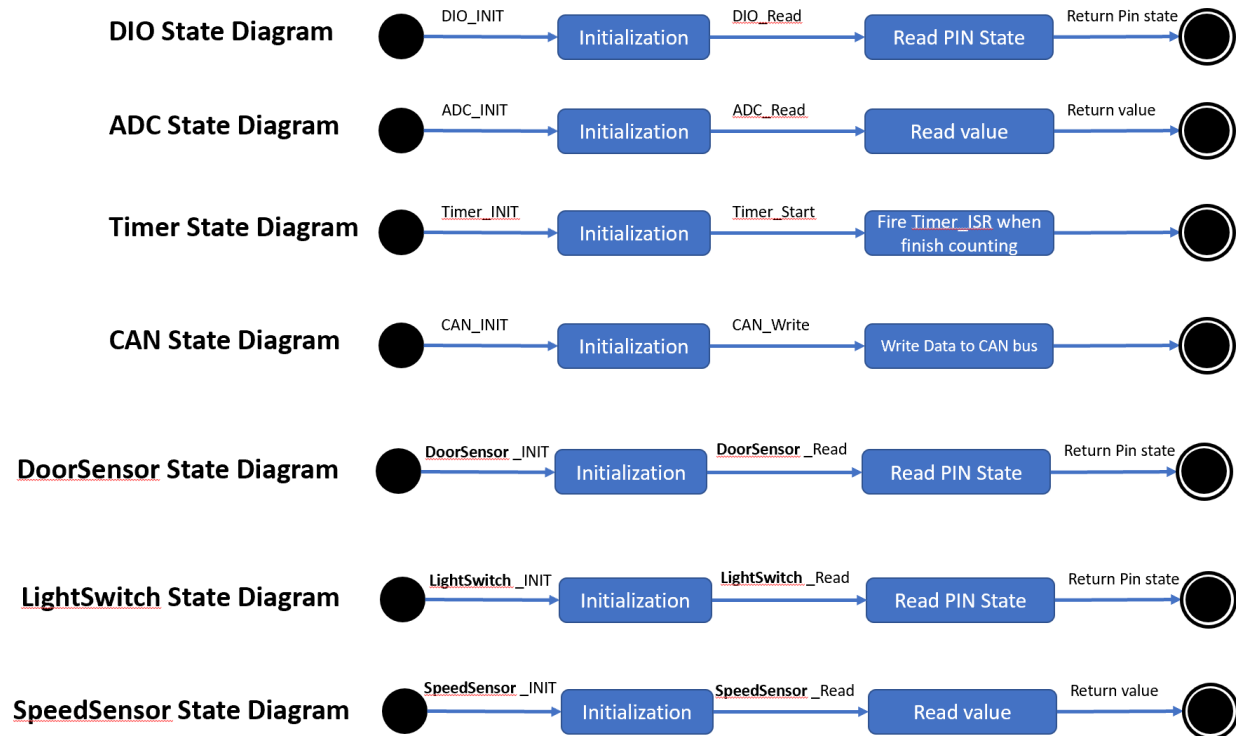 DIO State Diagram
DIO_INIT
Initialization
DIO_Read
Read PIN State
Return Pin state
ADC State Diagram
ADC_INIT
Initialization
ADC_Read
Read value
Return value
Timer State Diagram
Timer_INIT
Initialization
Timer_Start
Fire Timer_ISR when
finish counting
CAN State Diagram
CAN_INIT
Initialization
CAN_Write
Write Data to CAN bus
DoorSensor State Diagram
DoorSensor _INIT
Initialization
DoorSensor _Read
Read PIN State
Return Pin state
LightSwitch State Diagram
LightSwitch _INIT
Initialization
LightSwitch _Read
Read PIN State
Return Pin state
SpeedSensor State Diagram
SpeedSensor _INIT
Initialization
SpeedSensor _Read
Read value
Return value